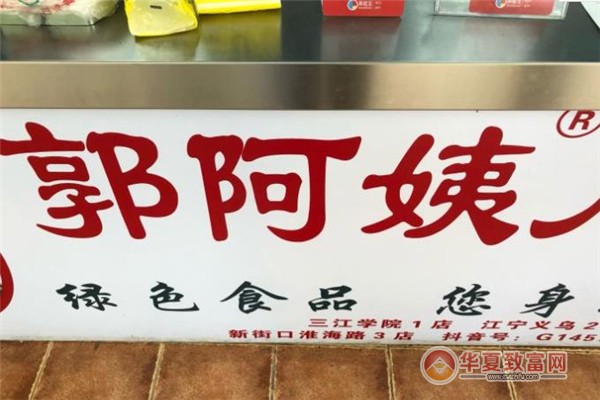 郭阿姨
®
绿色食品 您身
三江学院1店 江宁义乌2
新街口淮海路3店 抖音号：G145
华夏致富网